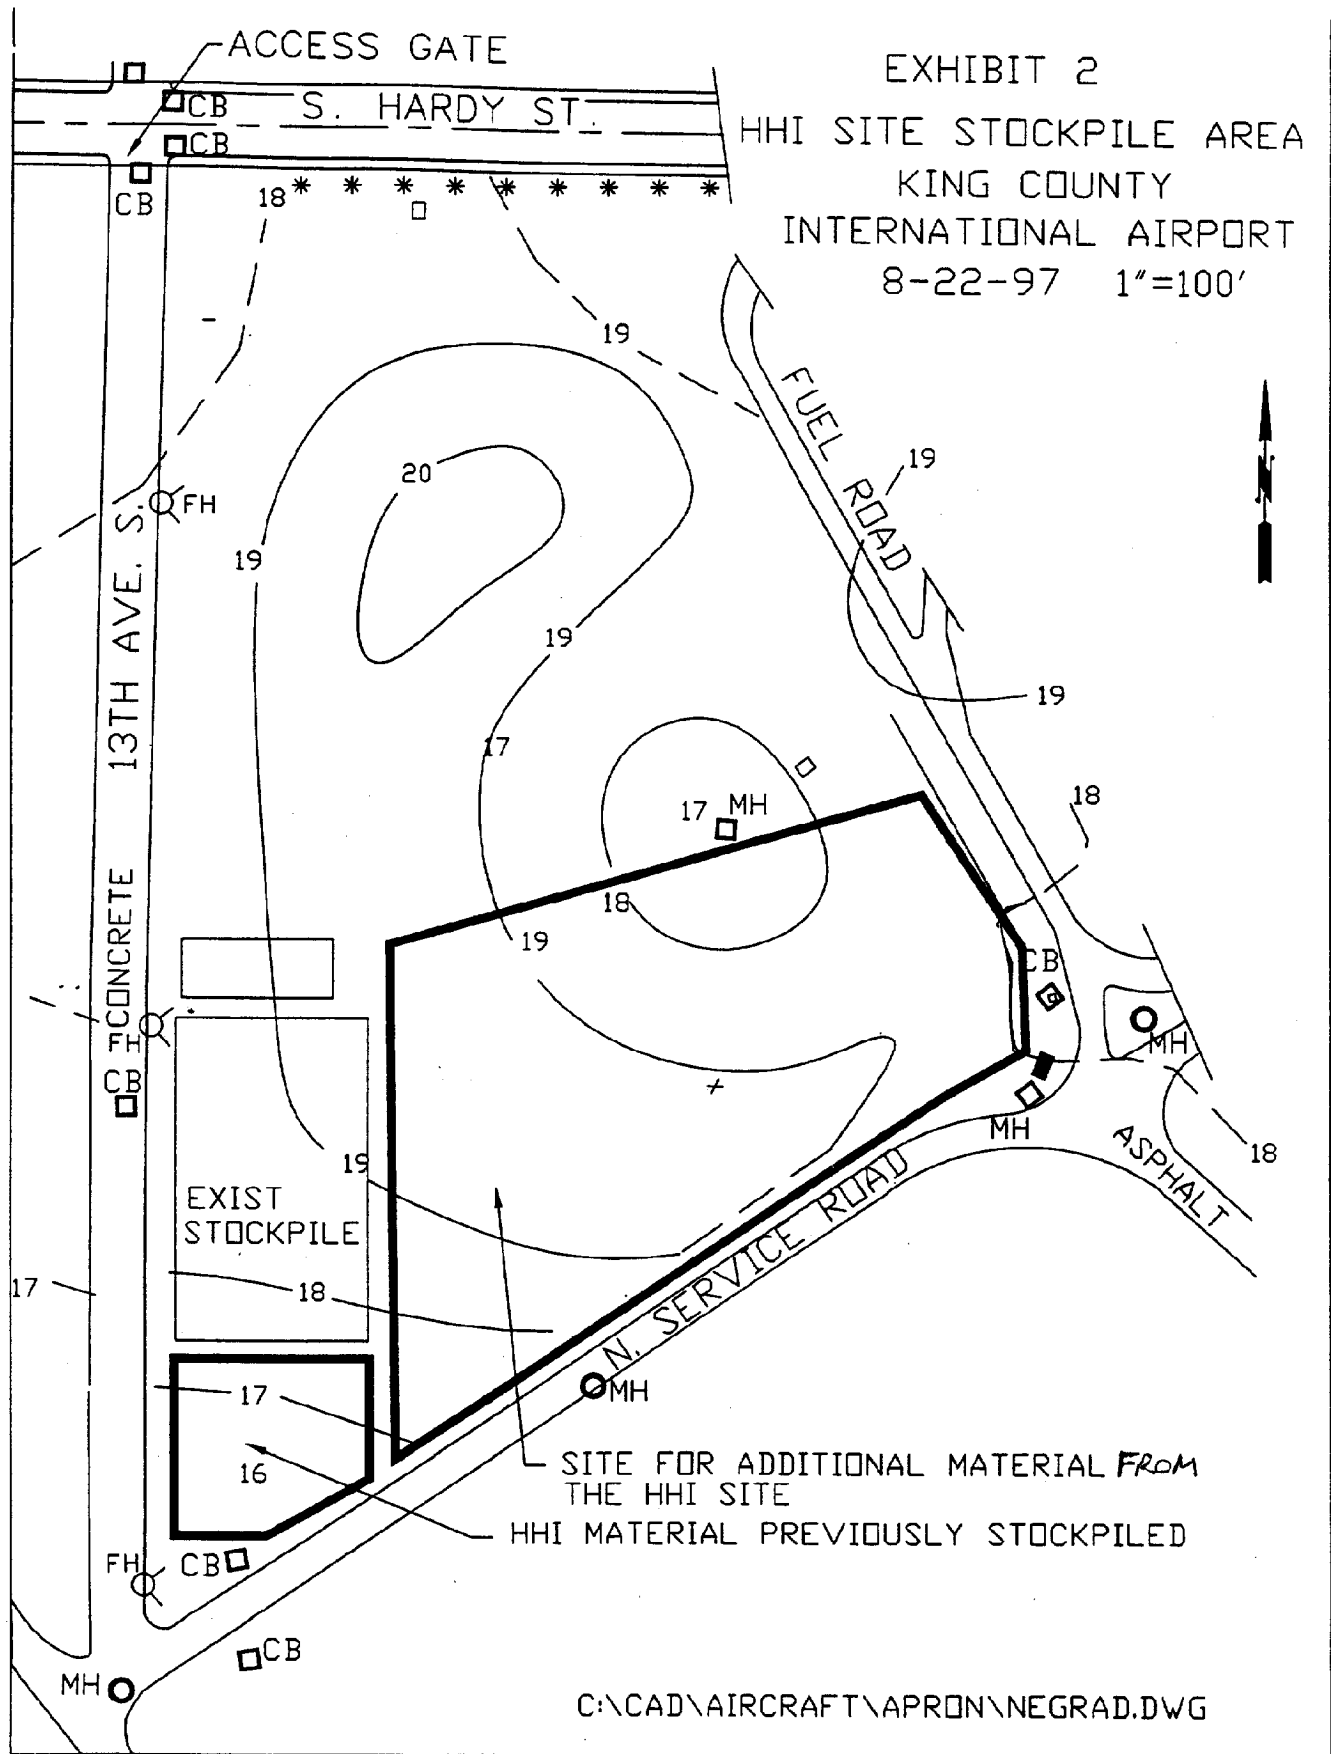 EXHIBIT 2
HHI SITE STOCKPILE AREA
KING COUNTY
INTERNATIONAL AIRPORT
8-22-97 1"=100'
ACCESS GATE
CB
S. HARDY ST.
CB
CB
18
19
N
FUEL ROAD
19
20
FH
19
13TH AVE. S.
19
19
17
18
17
MH
CONCRETE
18
19
CB
FH
MH
CB
MH
ASPHALT
18
19
EXIST
STOCKPILE
N. SERVICE ROAD
17
18
17
MH
16
SITE FOR ADDITIONAL MATERIAL FROM
THE HHI SITE
HHI MATERIAL PREVIOUSLY STOCKPILED
FH
CB
CB
MH
C:\CAD\AIRCRAFT\APRON\NEGRAD.DWG